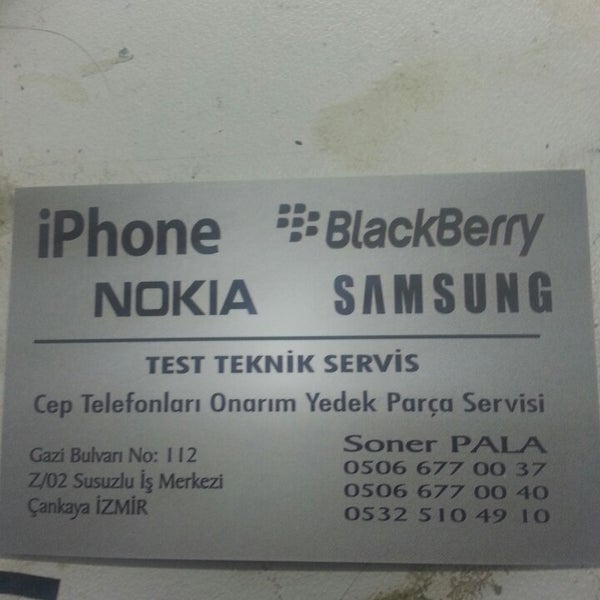 iPhone BlackBerry
NOKIA SAMSUNG
TEST TEKNİK SERVİS
Cep Telefonları Onarım Yedek Parça Servisi
Gazi Bulvarı No: 112
Z/02 Susuzlu İş Merkezi
Çankaya İZMİR
Soner PALA
0506 677 00 37
0506 677 00 40
0532 510 49 10